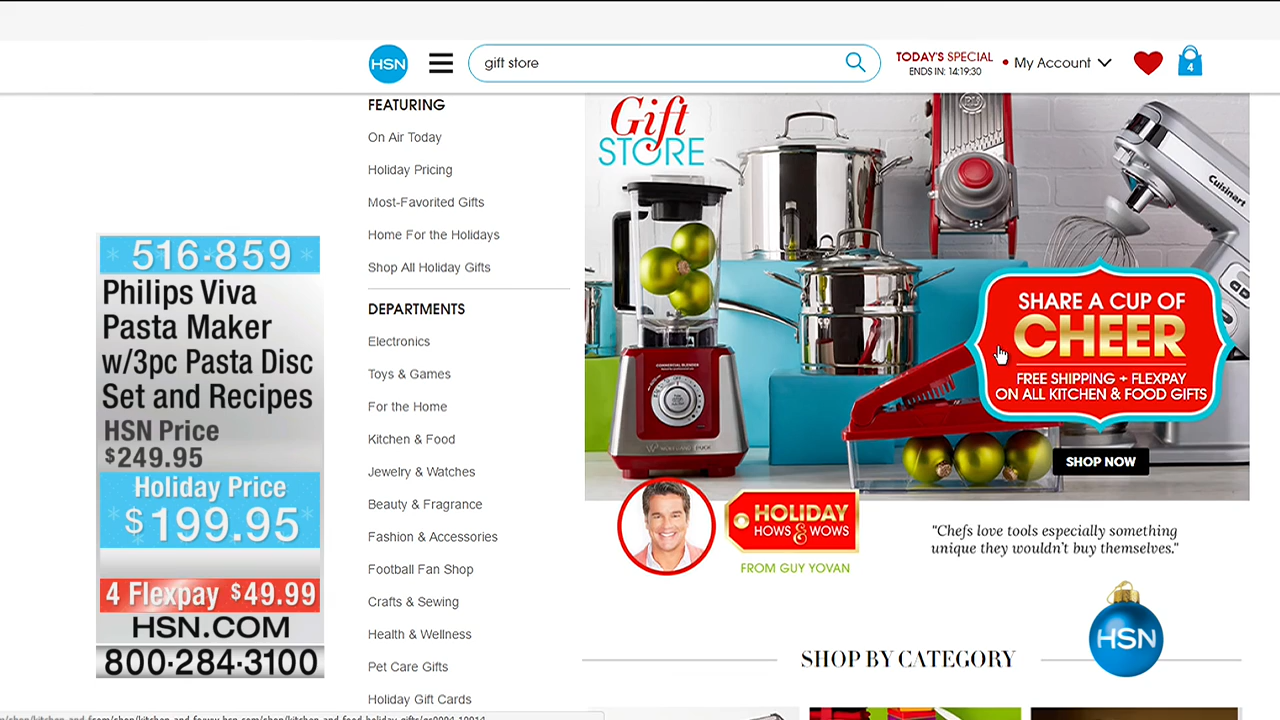 HSN
gift store
TODAY'S SPECIAL
ENDS IN: 14:19:30
My Account
4
FEATURING
On Air Today
Holiday Pricing
Most-Favorited Gifts
Home For the Holidays
Shop All Holiday Gifts
DEPARTMENTS
Electronics
Toys & Games
For the Home
Kitchen & Food
Jewelry & Watches
Beauty & Fragrance
Fashion & Accessories
Football Fan Shop
Crafts & Sewing
Health & Wellness
Pet Care Gifts
Holiday Gift Cards
516-859
Philips Viva
Pasta Maker
w/3pc Pasta Disc
Set and Recipes
HSN Price
$249.95
Holiday Price
$199.95
4 Flexpay $49.99
HSN.COM
800-284-3100
Gift
STORE
Cuisinart
SHARE A CUP OF
CHEER
FREE SHIPPING + FLEXPAY
ON ALL KITCHEN & FOOD GIFTS
SHOP NOW
HOLIDAY
HOWS & WOWS
FROM GUY YOVAN
"Chefs love tools especially something
unique they wouldn't buy themselves."
HSN
SHOP BY CATEGORY